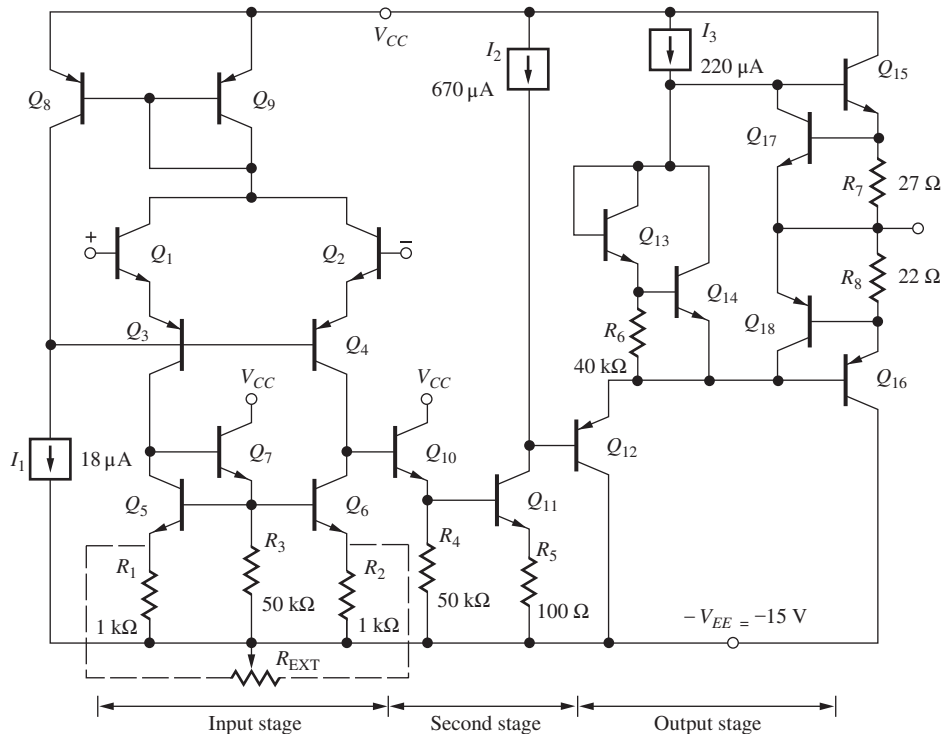 V_CC
I_2
670 µA
I_3
220 µA
Q_15
Q_8
Q_9
Q_17
R_7
27 Ω
+
Q_1
Q_2
−
Q_13
Q_14
R_8
22 Ω
Q_3
Q_4
R_6
40 kΩ
Q_18
Q_16
V_CC
V_CC
I_1
18 µA
Q_7
Q_10
Q_12
Q_5
Q_6
Q_11
R_1
1 kΩ
R_3
50 kΩ
R_2
1 kΩ
R_4
50 kΩ
R_5
100 Ω
−V_EE = −15 V
R_EXT
Input stage
Second stage
Output stage